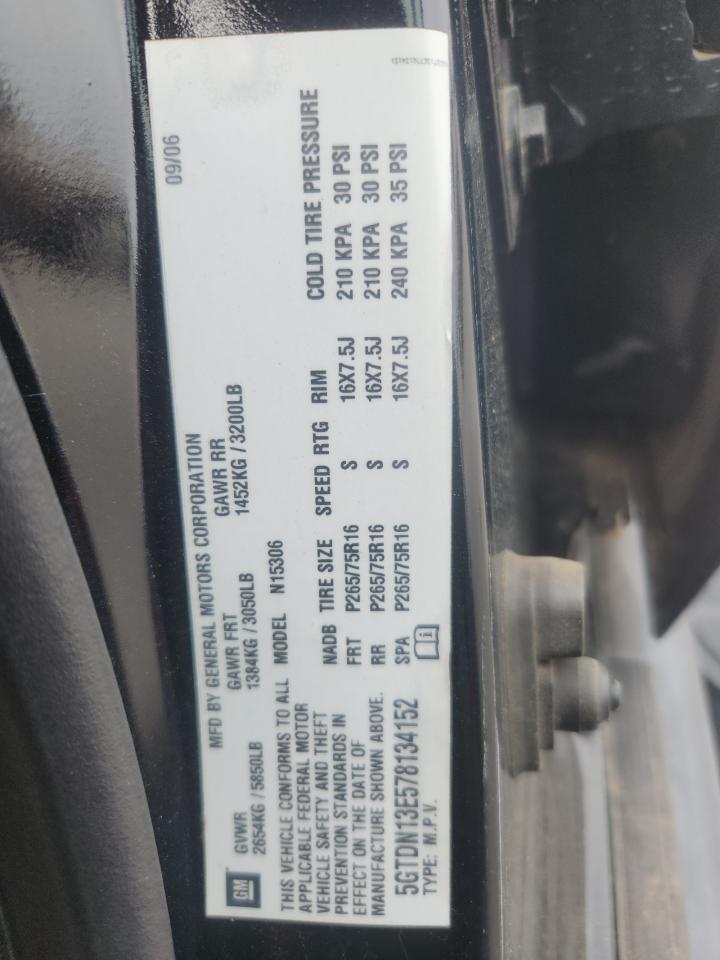 09/06
MFD BY GENERAL MOTORS CORPORATION
GVWR GAWR FRT GAWR RR
2654KG / 5850LB 1384KG / 3050LB 1452KG / 3200LB
GM
THIS VEHICLE CONFORMS TO ALL
APPLICABLE FEDERAL MOTOR
VEHICLE SAFETY AND THEFT
PREVENTION STANDARDS IN
EFFECT ON THE DATE OF
MANUFACTURE SHOWN ABOVE.
MODEL N15306
NADB TIRE SIZE SPEED RTG RIM COLD TIRE PRESSURE
FRT P265/75R16 S 16X7.5J 210 KPA 30 PSI
RR P265/75R16 S 16X7.5J 210 KPA 30 PSI
SPA P265/75R16 S 16X7.5J 240 KPA 35 PSI
5GTDN13E578134152
TYPE: M.P.V.